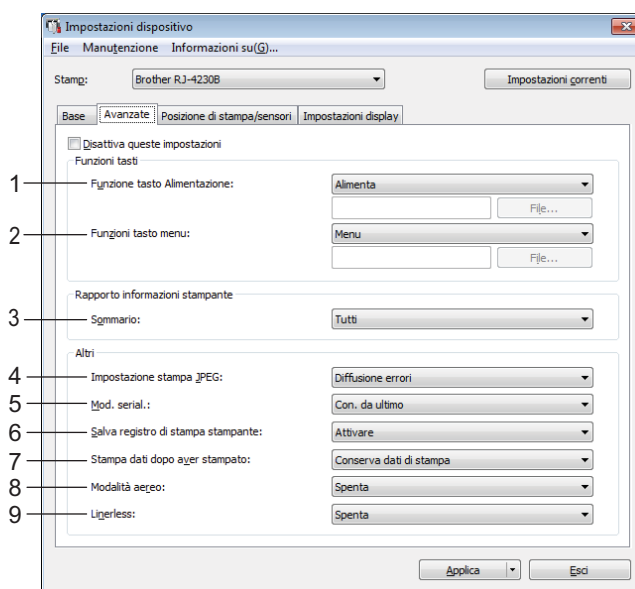 Impostazioni dispositivo
File Manutenzione Informazioni su(G)...
Stamp: Brother RJ-4230B Impostazioni correnti
Base Avanzate Posizione di stampa/sensori Impostazioni display
Disattiva queste impostazioni
Funzioni tasti
1 Funzione tasto Alimentazione: Alimenta
File...
2 Funzioni tasto menu: Menu
File...
Rapporto informazioni stampante
3 Sommario: Tutti
Altri
4 Impostazione stampa JPEG: Diffusione errori
5 Mod. serial.: Con. da ultimo
6 Salva registro di stampa stampante: Attivare
7 Stampa dati dopo aver stampato: Conserva dati di stampa
8 Modalità aereo: Spenta
9 Linerless: Spenta
Applica Esci